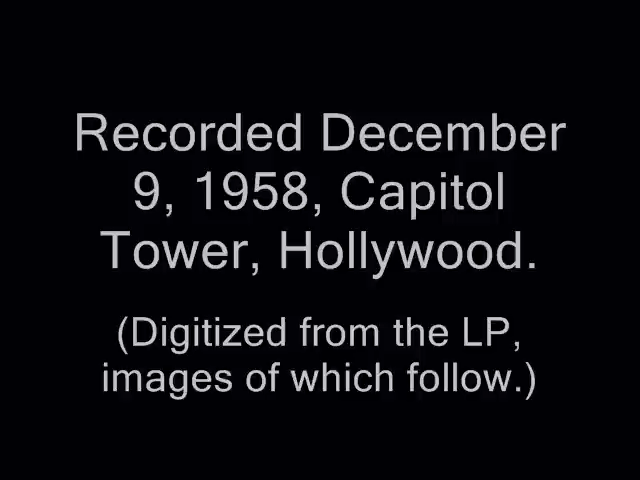 Recorded December
9, 1958, Capitol
Tower, Hollywood.
(Digitized from the LP,
images of which follow.)